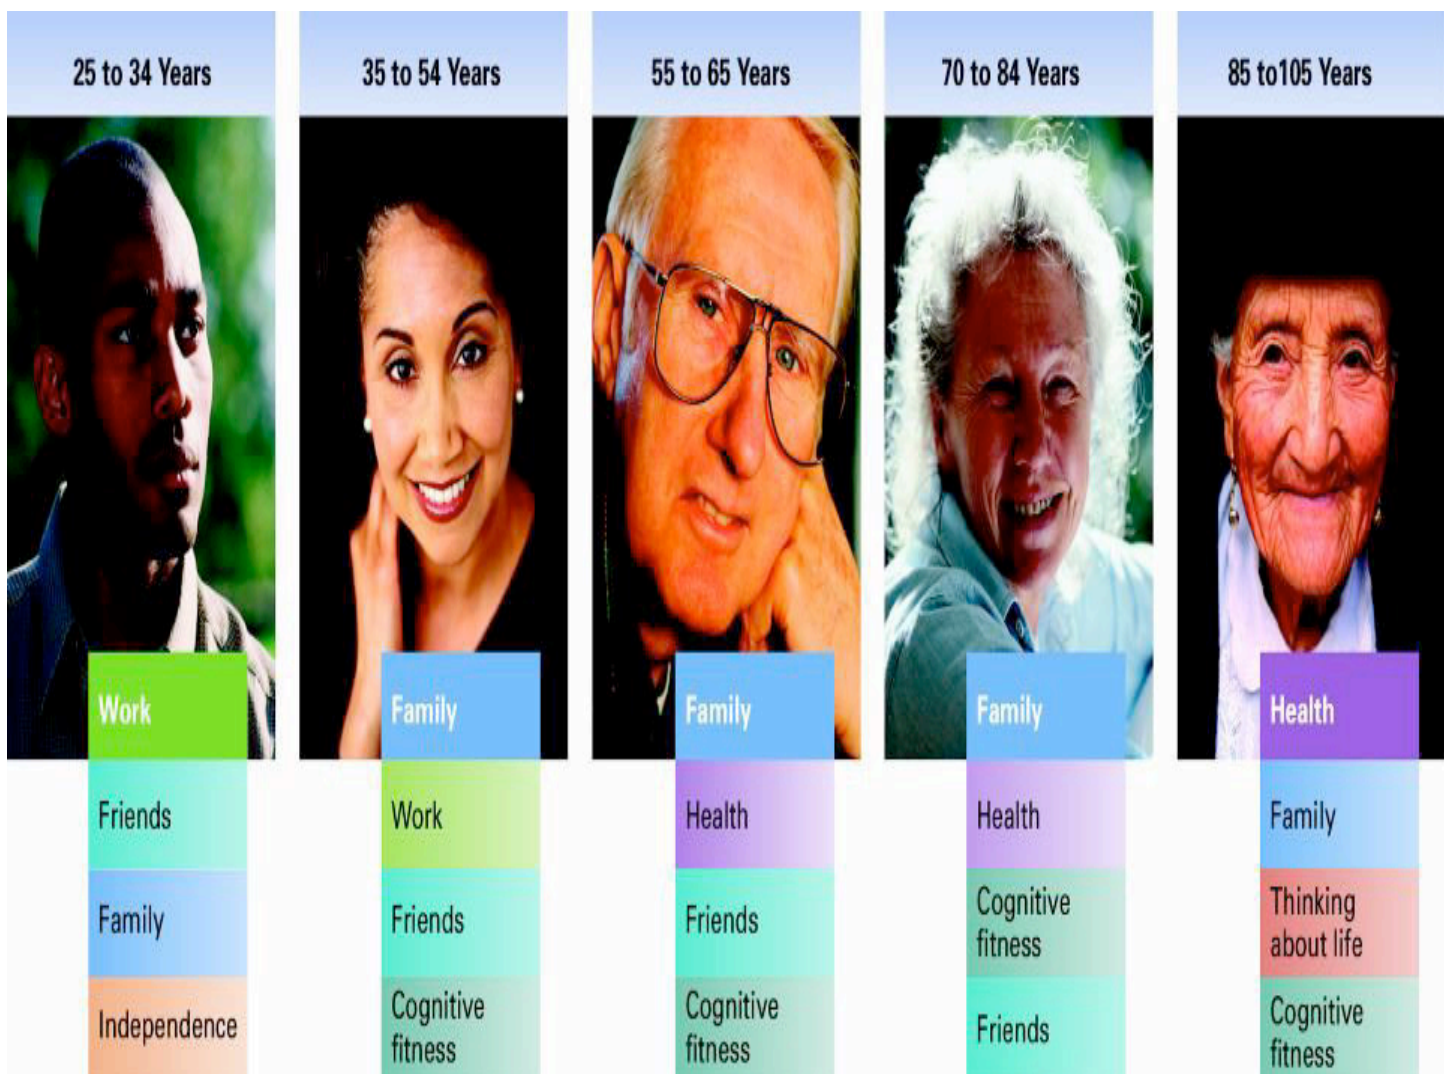 25 to 34 Years
35 to 54 Years
55 to 65 Years
70 to 84 Years
85 to105 Years
Work
Friends
Family
Independence
Family
Work
Friends
Cognitive
fitness
Family
Health
Friends
Cognitive
fitness
Family
Health
Cognitive
fitness
Friends
Health
Family
Thinking
about life
Cognitive
fitness